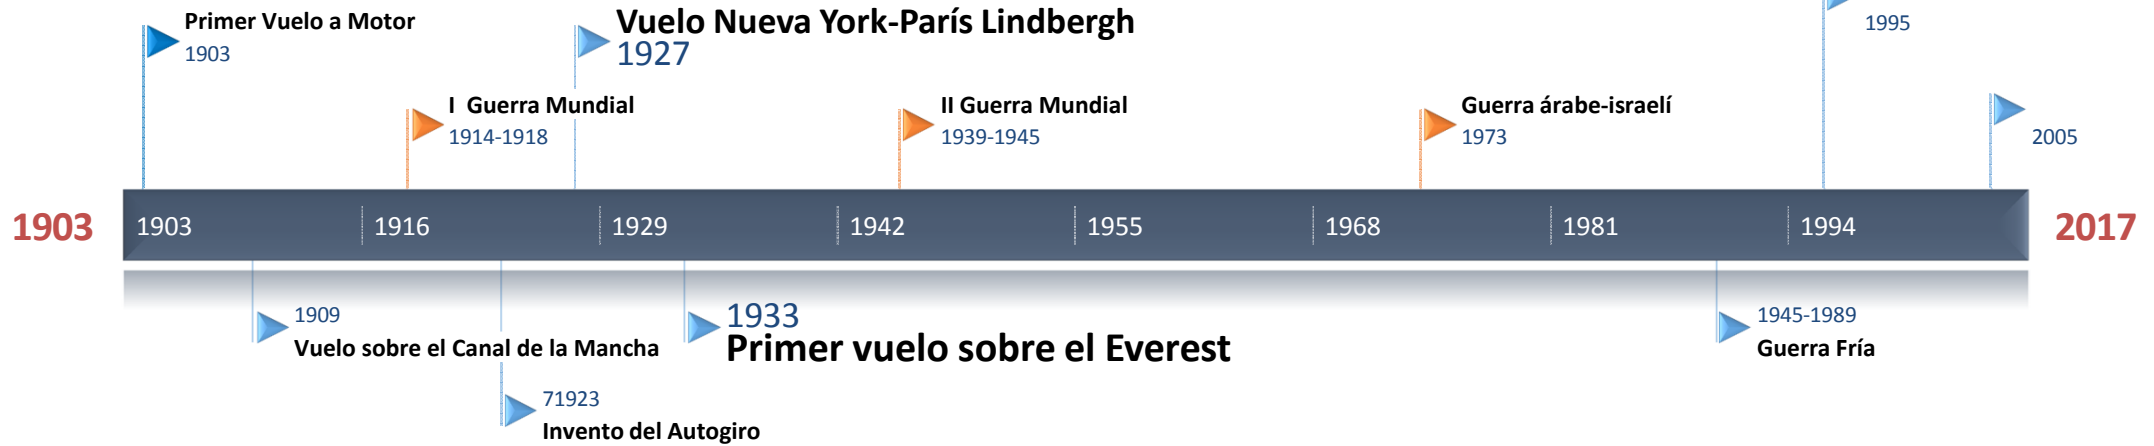 Primer Vuelo a Motor
1903
Vuelo Nueva York-París Lindbergh
1927
1995
I Guerra Mundial
1914-1918
II Guerra Mundial
1939-1945
Guerra árabe-israelí
1973
2005
1903
1903
1916
1929
1942
1955
1968
1981
1994
2017
1909
Vuelo sobre el Canal de la Mancha
1933
Primer vuelo sobre el Everest
1945-1989
Guerra Fría
71923
Invento del Autogiro